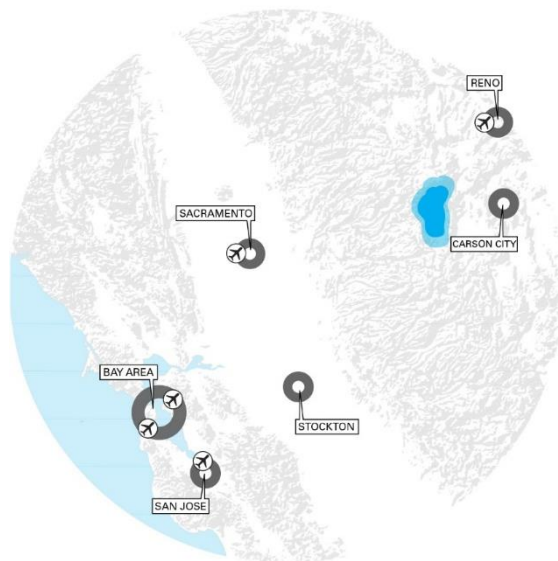 RENO
SACRAMENTO
CARSON CITY
BAY AREA
STOCKTON
SAN JOSE